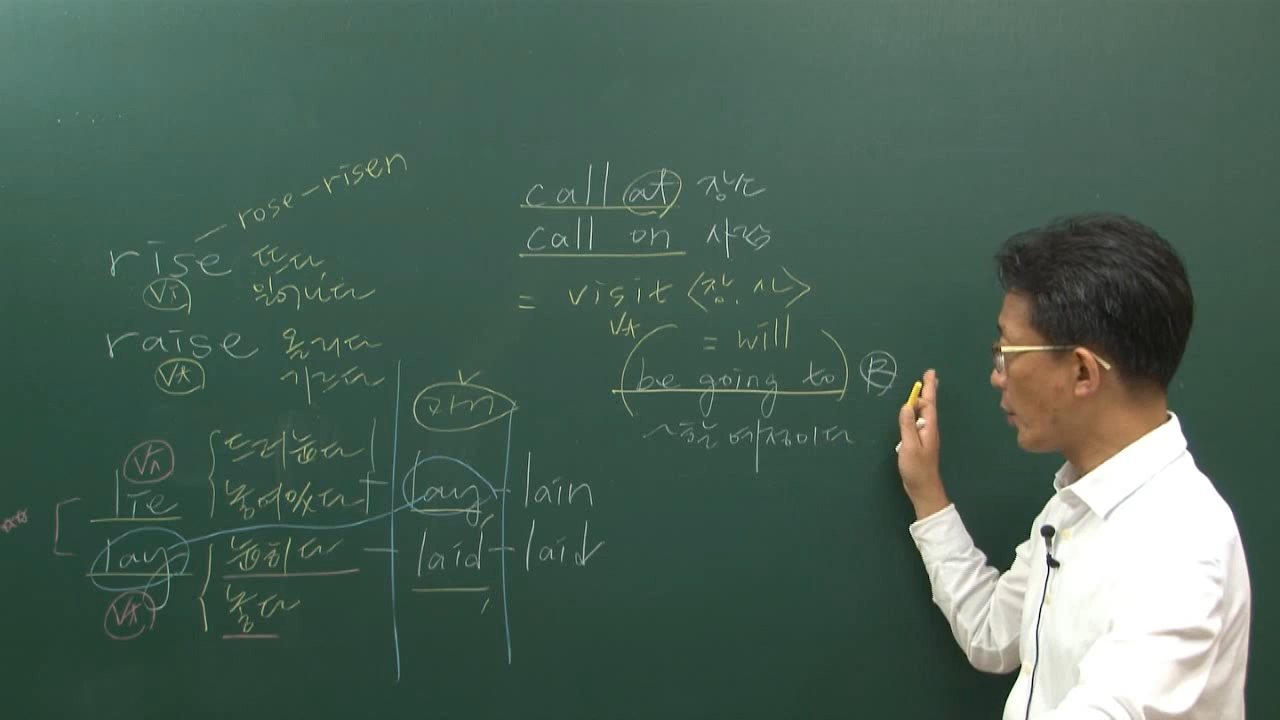 rose - risen
rise 뜨다,
Vi 일어나다
raise 올리다
Vt 기르다
과거
Vi 드러눕다
lie 놓여있다 - lay - lain
lay 눕히다 - laid - laid
Vt 놓다
call at 장소
call on 사람
= visit <장, 사>
Vt
= will
be going to Ⓡ
~할 예정이다